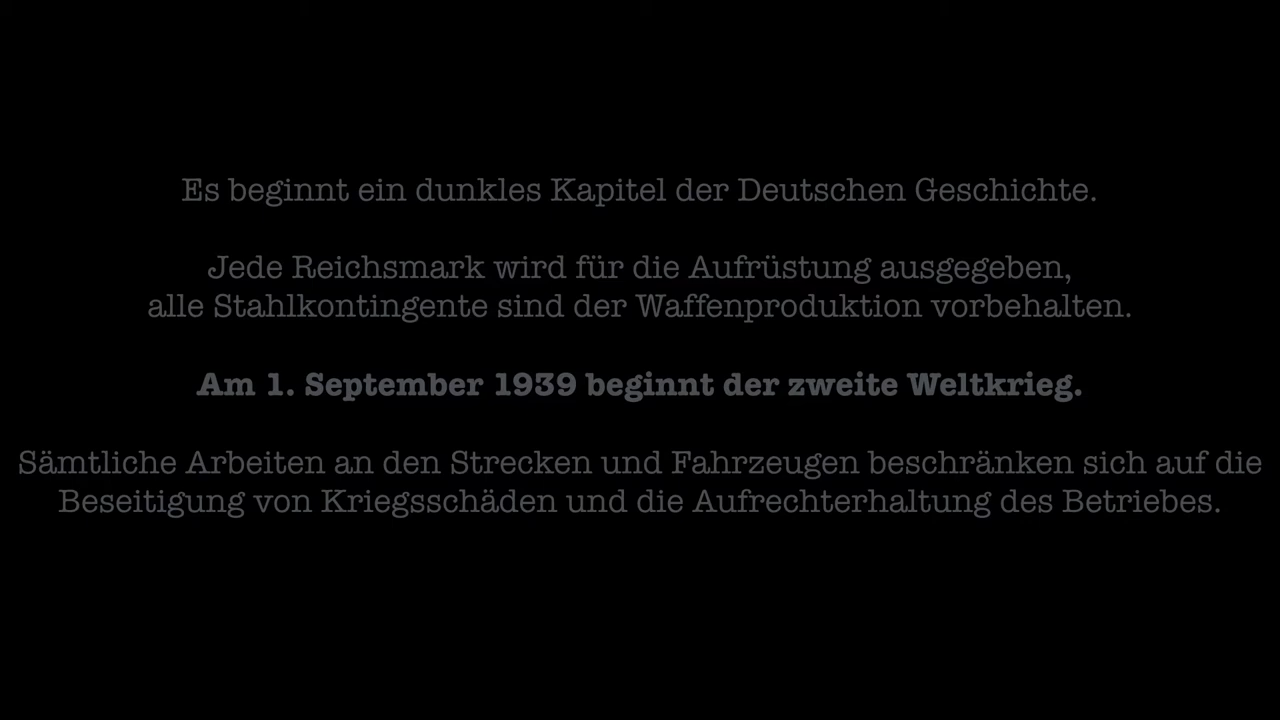 Es beginnt ein dunkles Kapitel der Deutschen Geschichte.
Jede Reichsmark wird für die Aufrüstung ausgegeben,
alle Stahlkontingente sind der Waffenproduktion vorbehalten.
Am 1. September 1939 beginnt der zweite Weltkrieg.
Sämtliche Arbeiten an den Strecken und Fahrzeugen beschränken sich auf die
Beseitigung von Kriegsschäden und die Aufrechterhaltung des Betriebes.